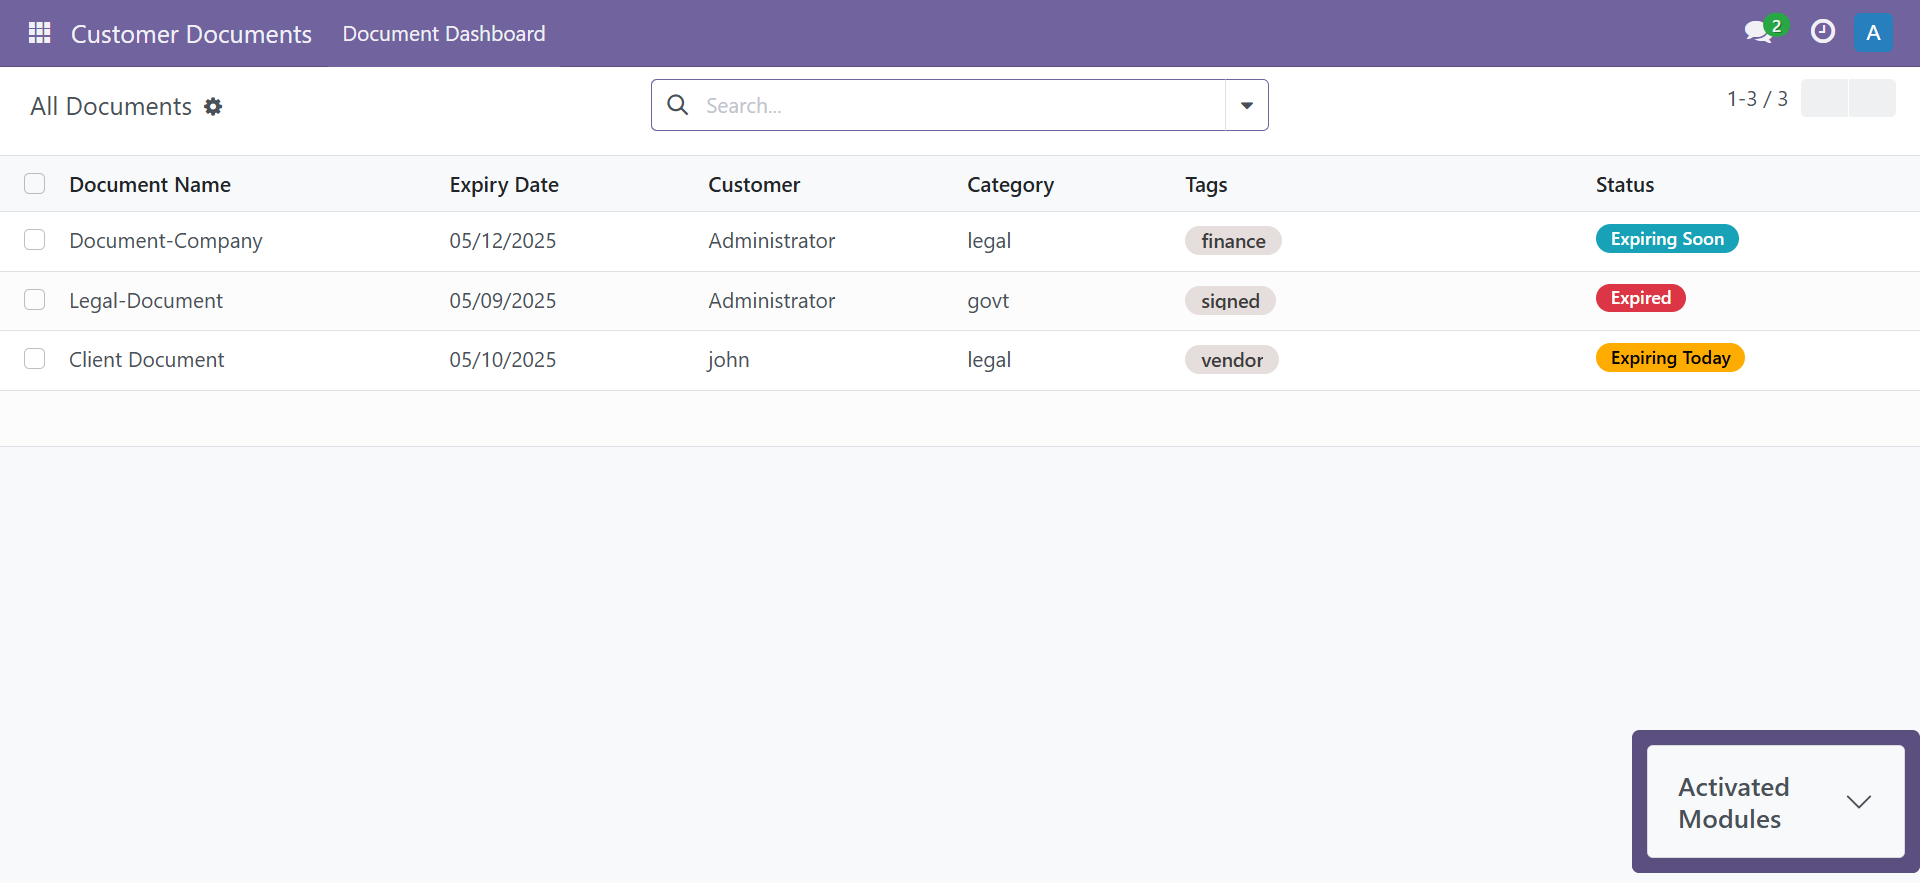 Customer Documents Document Dashboard 2 A
All Documents Search... 1-3 / 3
Document Name Expiry Date Customer Category Tags Status
Document-Company 05/12/2025 Administrator legal finance Expiring Soon
Legal-Document 05/09/2025 Administrator govt signed Expired
Client Document 05/10/2025 john legal vendor Expiring Today
Activated
Modules